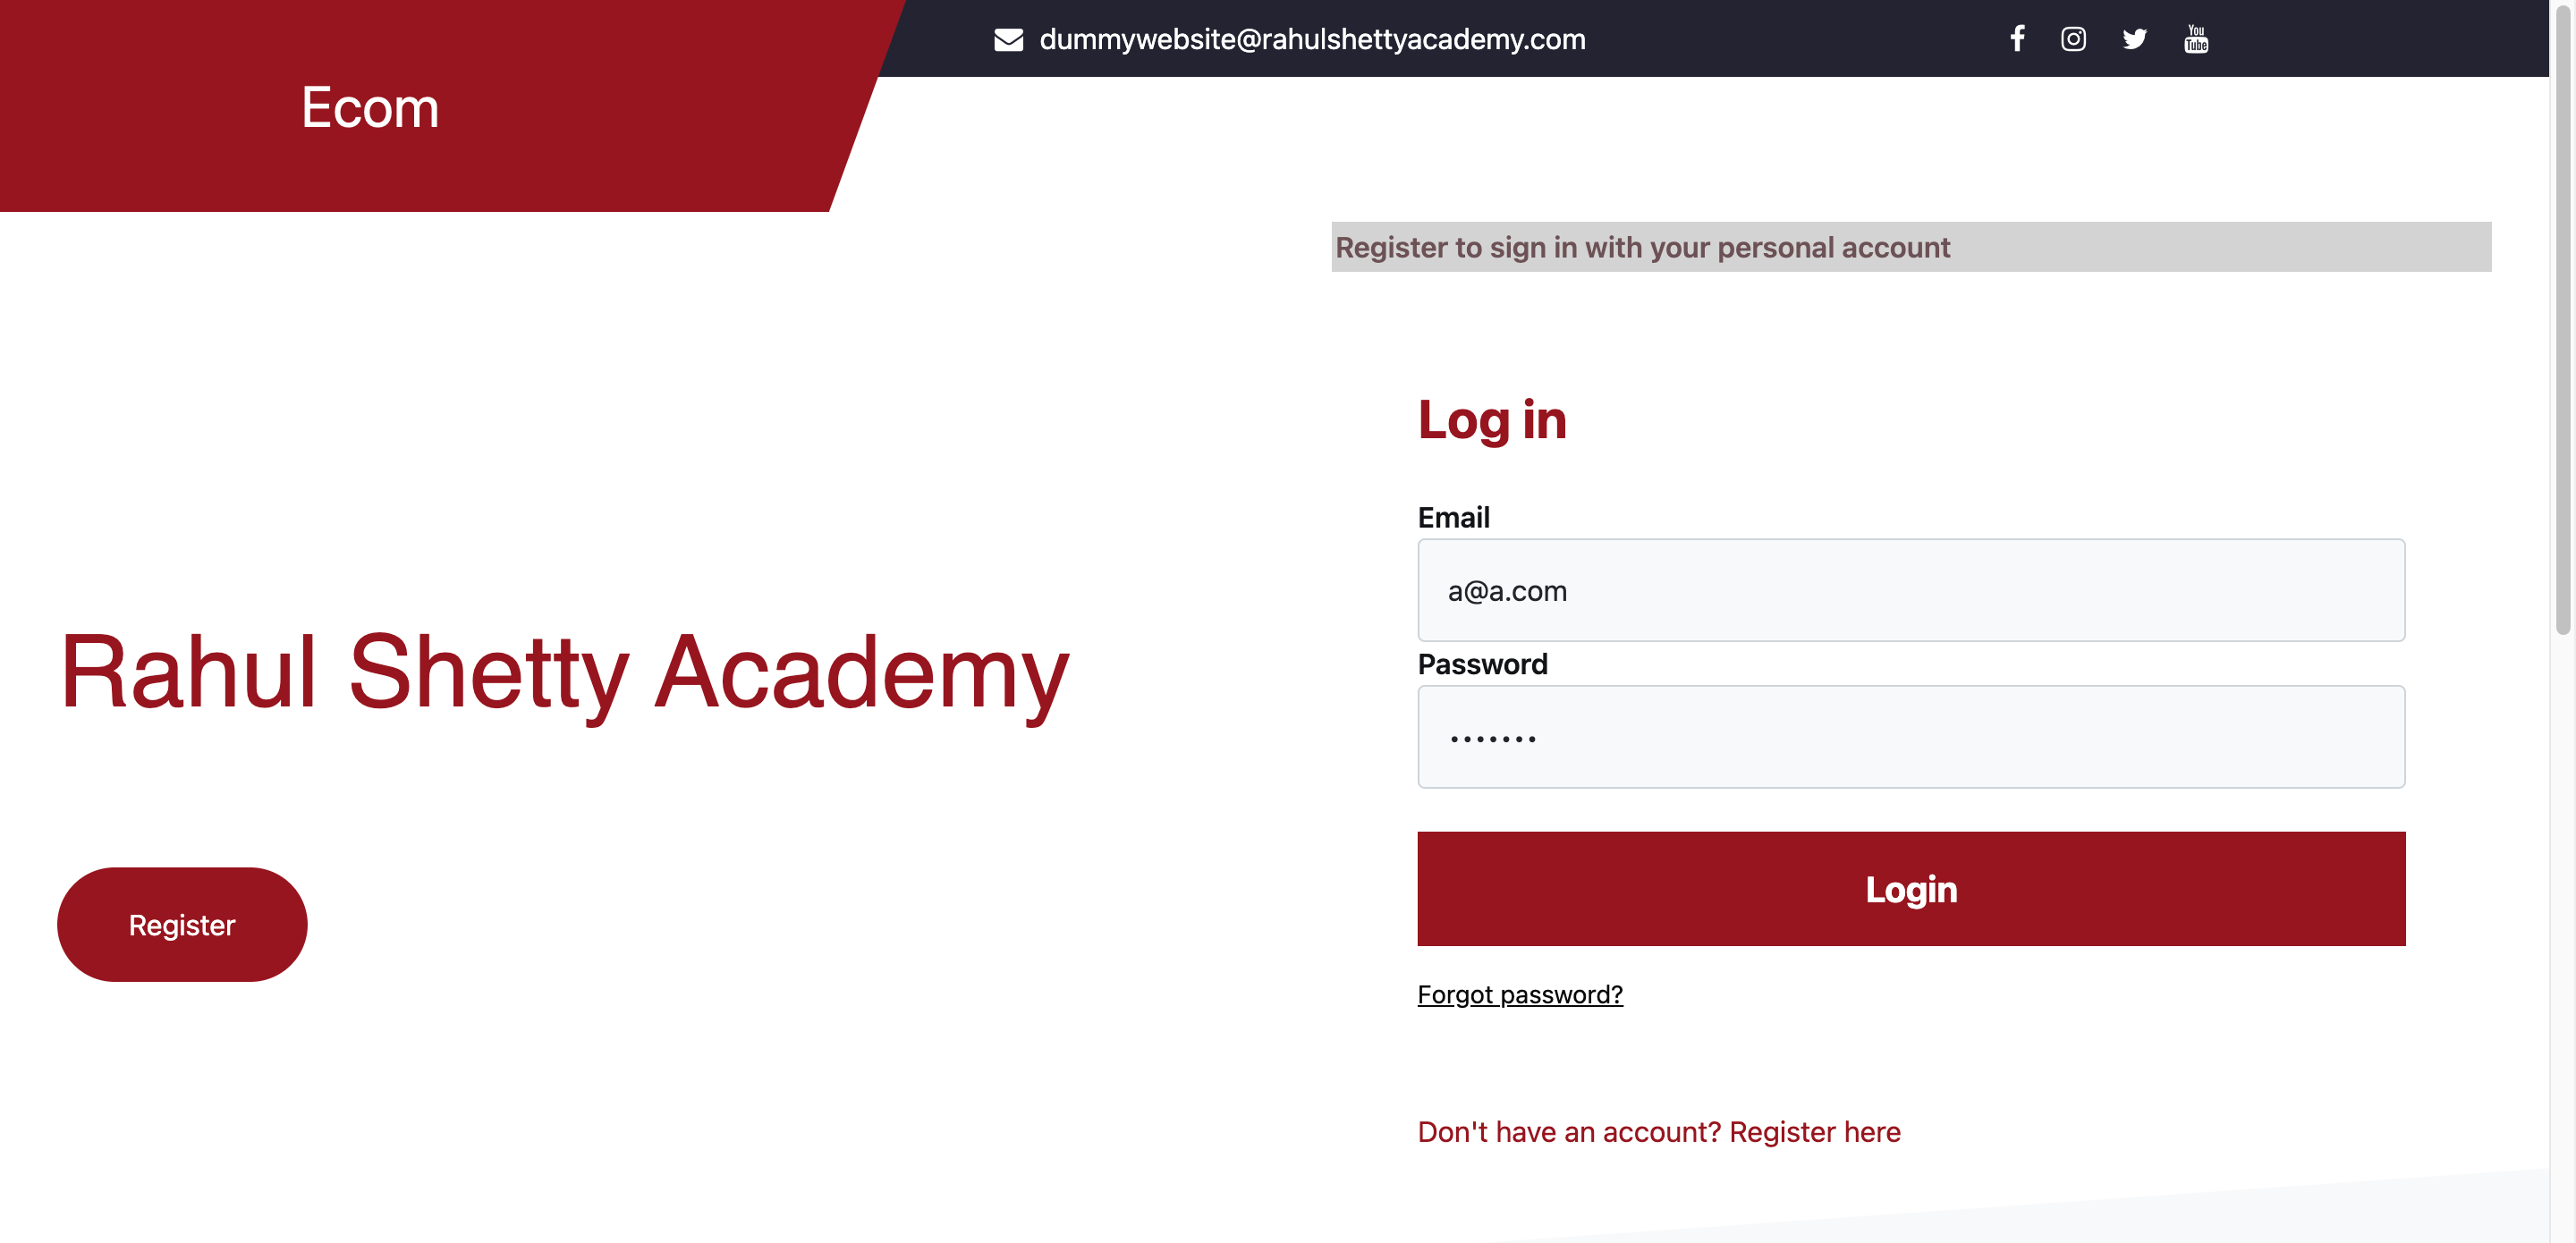 dummywebsite@rahulshettyacademy.com
You
Tube
Ecom
Register to sign in with your personal account
Log in
Email
a@a.com
Password
Rahul Shetty Academy
Login
Register
Forgot password?
Don't have an account? Register here